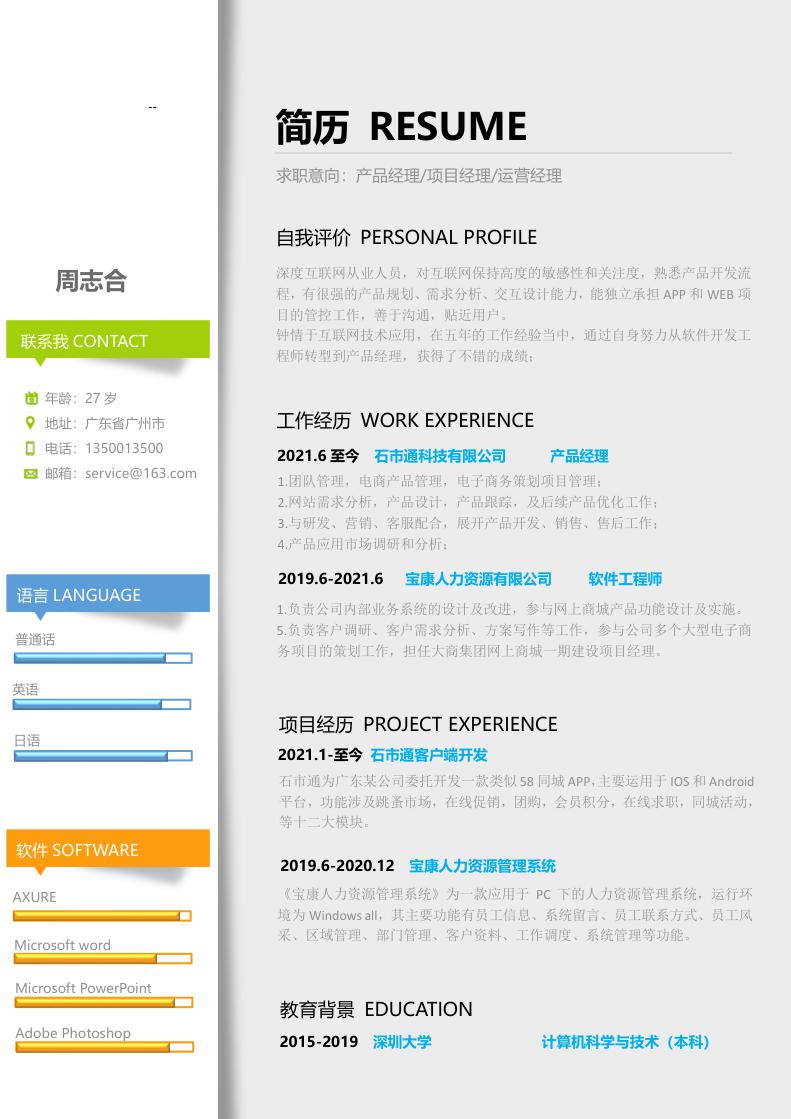 --
周志合
联系我 CONTACT
年龄：27 岁
地址：广东省广州市
电话：1350013500
邮箱：service@163.com
语言 LANGUAGE
普通话
英语
日语
软件 SOFTWARE
AXURE
Microsoft word
Microsoft PowerPoint
Adobe Photoshop
简历 RESUME
求职意向：产品经理/项目经理/运营经理
自我评价 PERSONAL PROFILE
深度互联网从业人员，对互联网保持高度的敏感性和关注度，熟悉产品开发流
程，有很强的产品规划、需求分析、交互设计能力，能独立承担 APP 和 WEB 项
目的管控工作，善于沟通，贴近用户。
钟情于互联网技术应用，在五年的工作经验当中，通过自身努力从软件开发工
程师转型到产品经理，获得了不错的成绩；
工作经历 WORK EXPERIENCE
2021.6 至今 石市通科技有限公司 产品经理
1.团队管理，电商产品管理，电子商务策划项目管理；
2.网站需求分析，产品设计，产品跟踪，及后续产品优化工作；
3.与研发、营销、客服配合，展开产品开发、销售、售后工作；
4.产品应用市场调研和分析；
2019.6-2021.6 宝康人力资源有限公司 软件工程师
1.负责公司内部业务系统的设计及改进，参与网上商城产品功能设计及实施。
5.负责客户调研、客户需求分析、方案写作等工作，参与公司多个大型电子商
务项目的策划工作，担任大商集团网上商城一期建设项目经理。
项目经历 PROJECT EXPERIENCE
2021.1-至今 石市通客户端开发
石市通为广东某公司委托开发一款类似 58 同城 APP，主要运用于 IOS 和 Android
平台，功能涉及跳蚤市场，在线促销，团购，会员积分，在线求职，同城活动，
等十二大模块。
2019.6-2020.12 宝康人力资源管理系统
《宝康人力资源管理系统》为一款应用于 PC 下的人力资源管理系统，运行环
境为 Windows all，其主要功能有员工信息、系统留言、员工联系方式、员工风
采、区域管理、部门管理、客户资料、工作调度、系统管理等功能。
教育背景 EDUCATION
2015-2019 深圳大学 计算机科学与技术（本科）